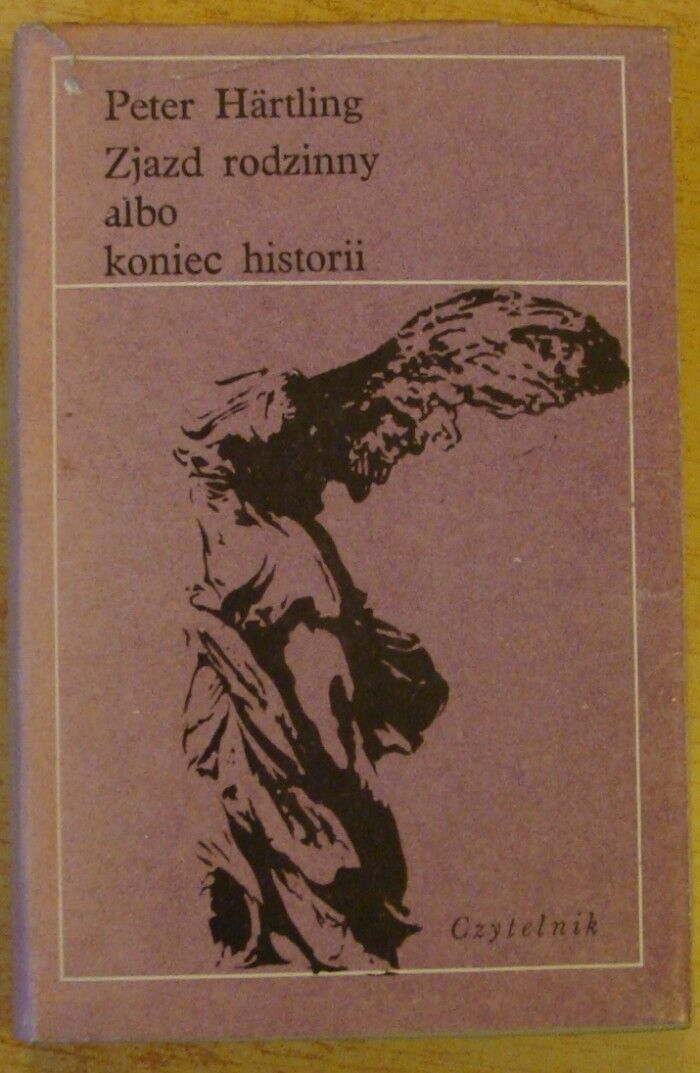 Peter Härtling
Zjazd rodzinny
albo
koniec historii
Czytelnik